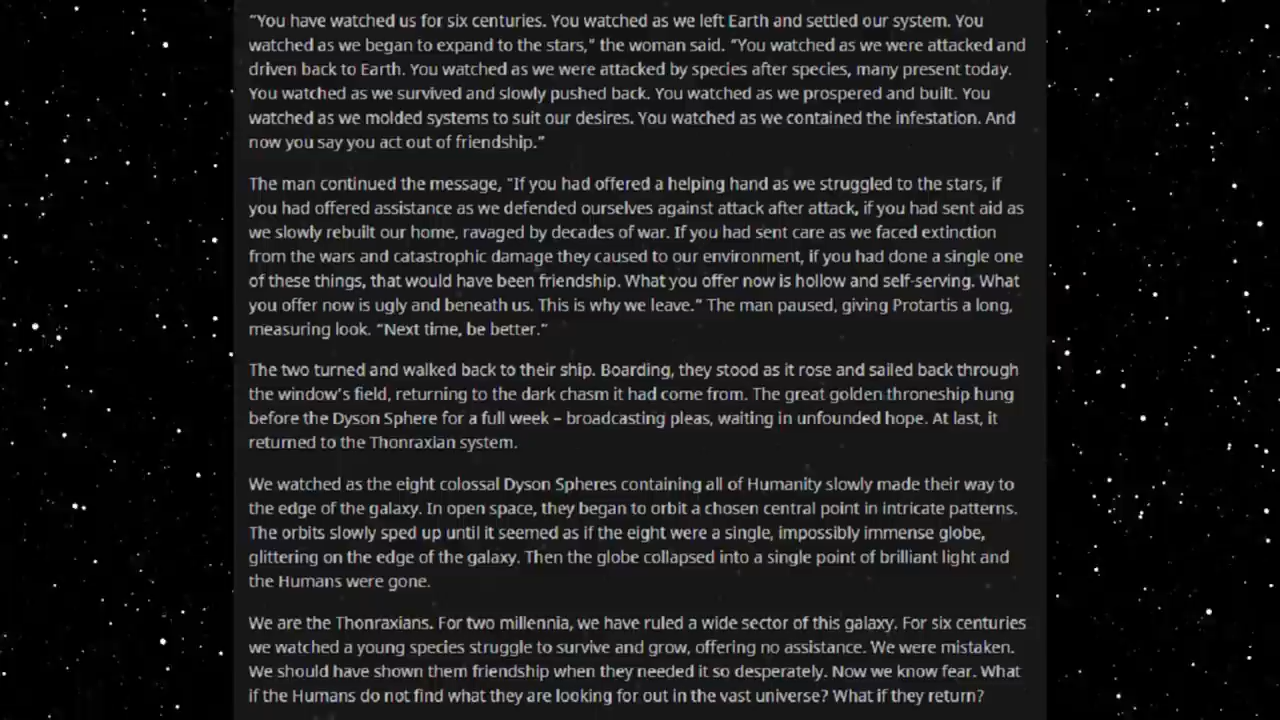 “You have watched us for six centuries. You watched as we left Earth and settled our system. You
watched as we began to expand to the stars,” the woman said. “You watched as we were attacked and
driven back to Earth. You watched as we were attacked by species after species, many present today.
You watched as we survived and slowly pushed back. You watched as we prospered and built. You
watched as we molded systems to suit our desires. You watched as we contained the infestation. And
now you say you act out of friendship.”
The man continued the message, “If you had offered a helping hand as we struggled to the stars, if
you had offered assistance as we defended ourselves against attack after attack, if you had sent aid as
we slowly rebuilt our home, ravaged by decades of war. If you had sent care as we faced extinction
from the wars and catastrophic damage they caused to our environment, if you had done a single one
of these things, that would have been friendship. What you offer now is hollow and self-serving. What
you offer now is ugly and beneath us. This is why we leave.” The man paused, giving Protartis a long,
measuring look. “Next time, be better.”
The two turned and walked back to their ship. Boarding, they stood as it rose and sailed back through
the window’s field, returning to the dark chasm it had come from. The great golden throneship hung
before the Dyson Sphere for a full week – broadcasting pleas, waiting in unfounded hope. At last, it
returned to the Thonraxian system.
We watched as the eight colossal Dyson Spheres containing all of Humanity slowly made their way to
the edge of the galaxy. In open space, they began to orbit a chosen central point in intricate patterns.
The orbits slowly sped up until it seemed as if the eight were a single, impossibly immense globe,
glittering on the edge of the galaxy. Then the globe collapsed into a single point of brilliant light and
the Humans were gone.
We are the Thonraxians. For two millennia, we have ruled a wide sector of this galaxy. For six centuries
we watched a young species struggle to survive and grow, offering no assistance. We were mistaken.
We should have shown them friendship when they needed it so desperately. Now we know fear. What
if the Humans do not find what they are looking for out in the vast universe? What if they return?